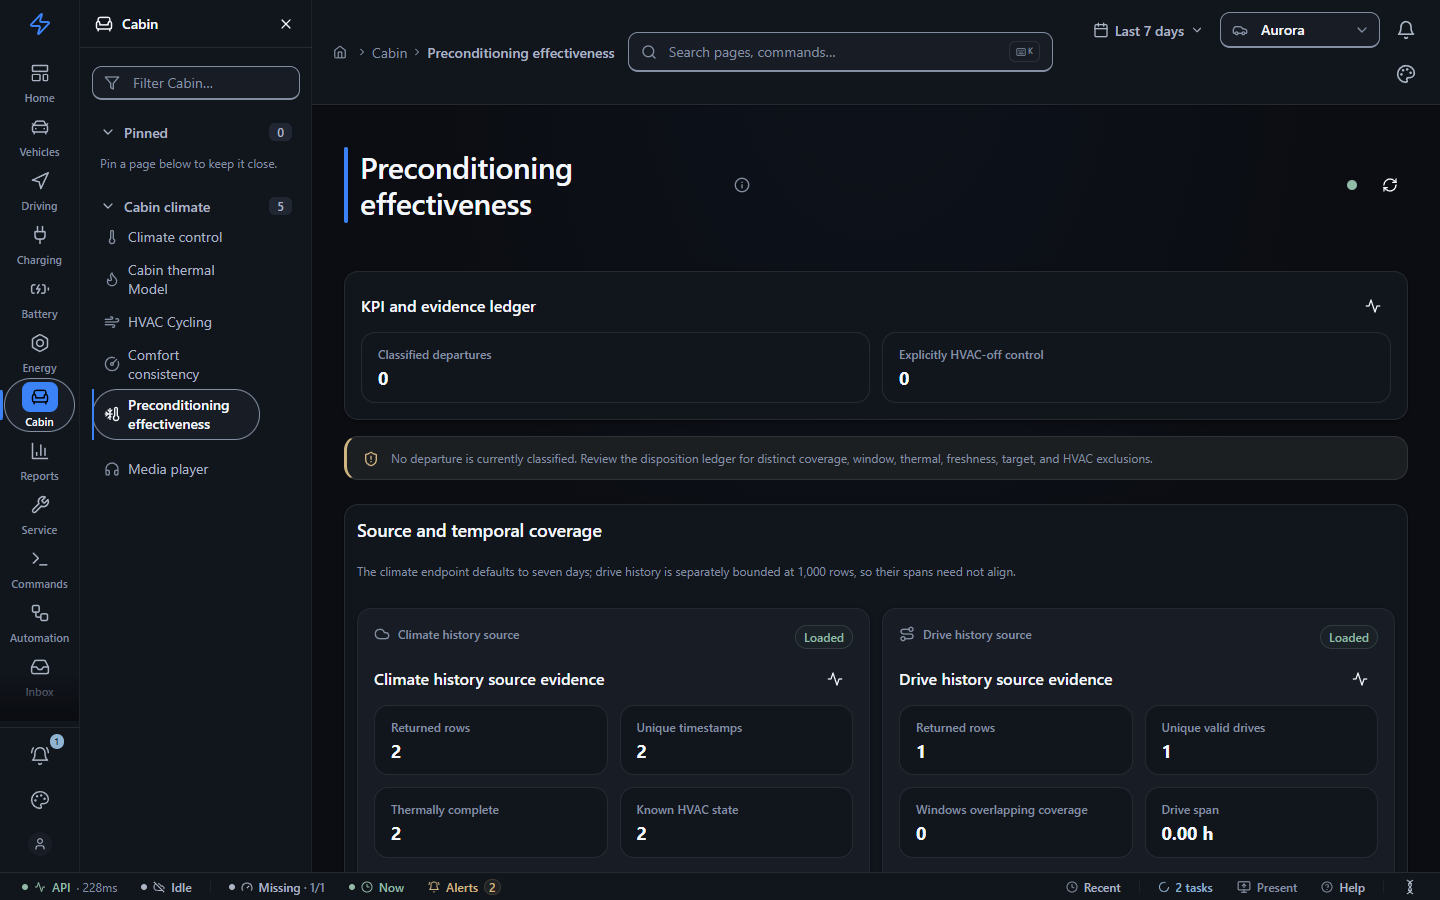 Home
Vehicles
Driving
Charging
Battery
Energy
Cabin
Reports
Service
Commands
Automation
Inbox
1
Cabin
Filter Cabin...
Pinned 0
Pin a page below to keep it close.
Cabin climate 5
Climate control
Cabin thermal
Model
HVAC Cycling
Comfort
consistency
Preconditioning
effectiveness
Media player
Cabin Preconditioning effectiveness
Search pages, commands... K
Last 7 days
Aurora
Preconditioning
effectiveness
KPI and evidence ledger
Classified departures
0
Explicitly HVAC-off control
0
No departure is currently classified. Review the disposition ledger for distinct coverage, window, thermal, freshness, target, and HVAC exclusions.
Source and temporal coverage
The climate endpoint defaults to seven days; drive history is separately bounded at 1,000 rows, so their spans need not align.
Climate history source Loaded
Climate history source evidence
Returned rows
2
Unique timestamps
2
Thermally complete
2
Known HVAC state
2
Drive history source Loaded
Drive history source evidence
Returned rows
1
Unique valid drives
1
Windows overlapping coverage
0
Drive span
0.00 h
API · 228ms Idle Missing · 1/1 Now Alerts 2 Recent 2 tasks Present Help